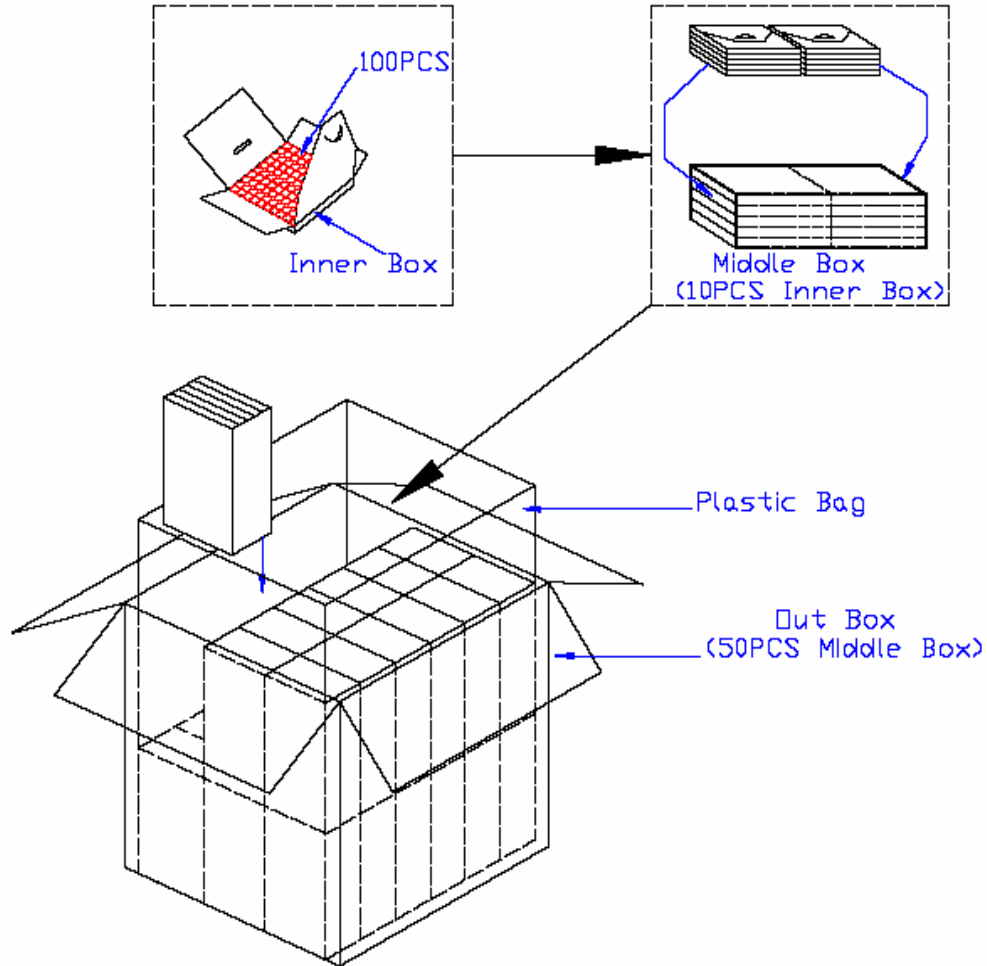 100PCS
Inner Box
Middle Box
(10PCS Inner Box)
Plastic Bag
Out Box
(50PCS Middle Box)